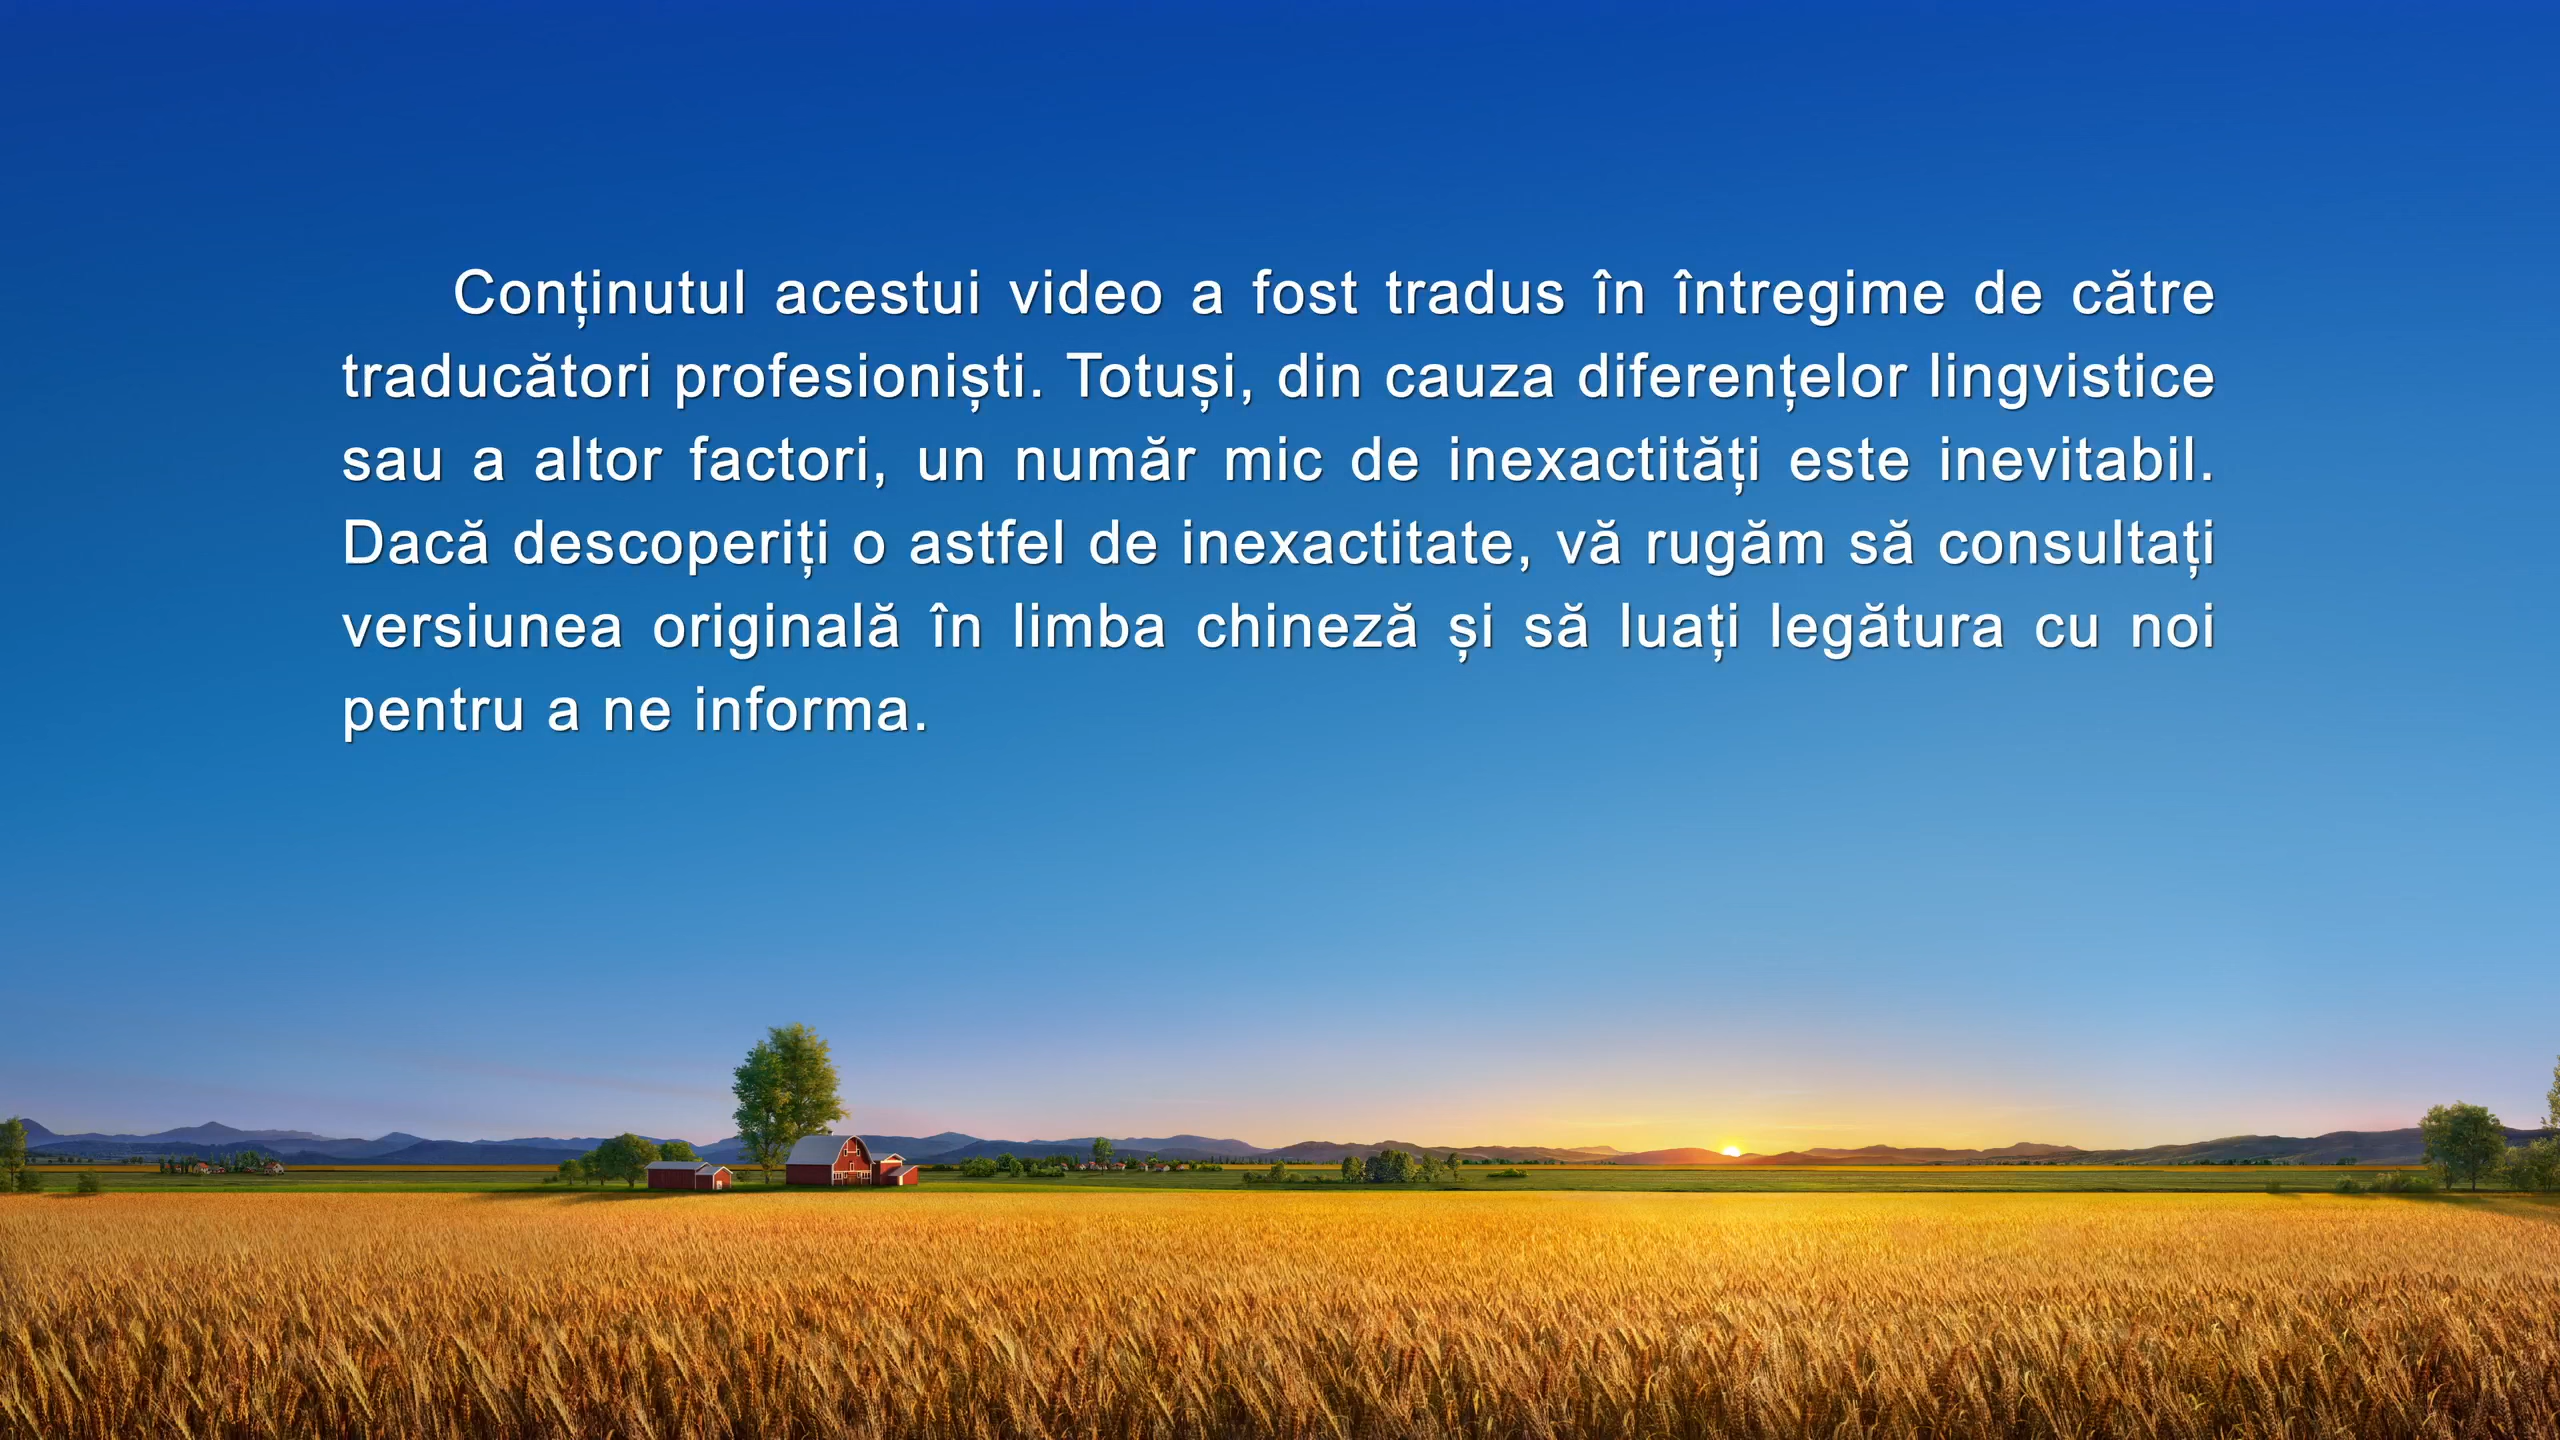 Conținutul acestui video a fost tradus în întregime de către
traducători profesioniști. Totuși, din cauza diferențelor lingvistice
sau a altor factori, un număr mic de inexactități este inevitabil.
Dacă descoperiți o astfel de inexactitate, vă rugăm să consultați
versiunea originală în limba chineză și să luați legătura cu noi
pentru a ne informa.